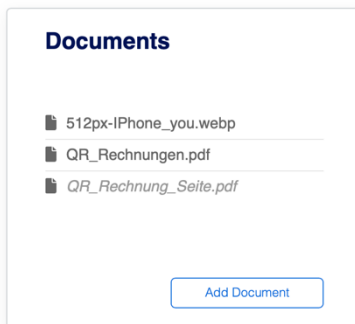 Documents
512px-IPhone_you.webp
QR_Rechnungen.pdf
QR_Rechnung_Seite.pdf
Add Document